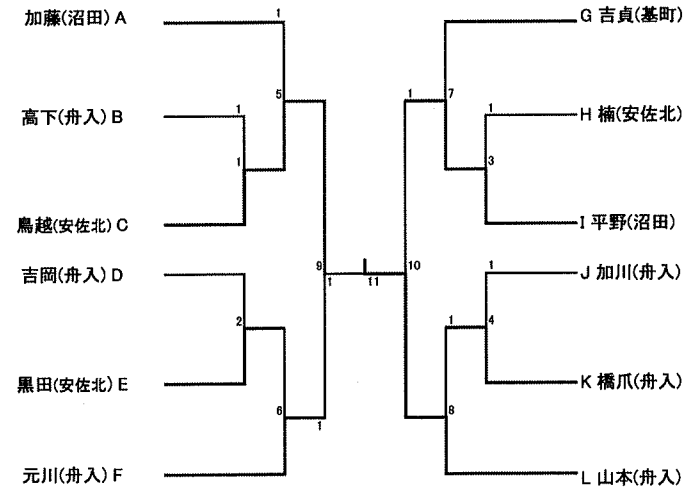 加藤(沼田) A
1
5
高下(舟入) B
1
1
鳥越(安佐北) C
吉岡(舟入) D
2
黒田(安佐北) E
6
1
元川(舟入) F
9
1
11
10
G 吉貞(基町)
1
7
H 楠(安佐北)
1
3
I 平野(沼田)
J 加川(舟入)
1
1
4
K 橋爪(舟入)
8
L 山本(舟入)